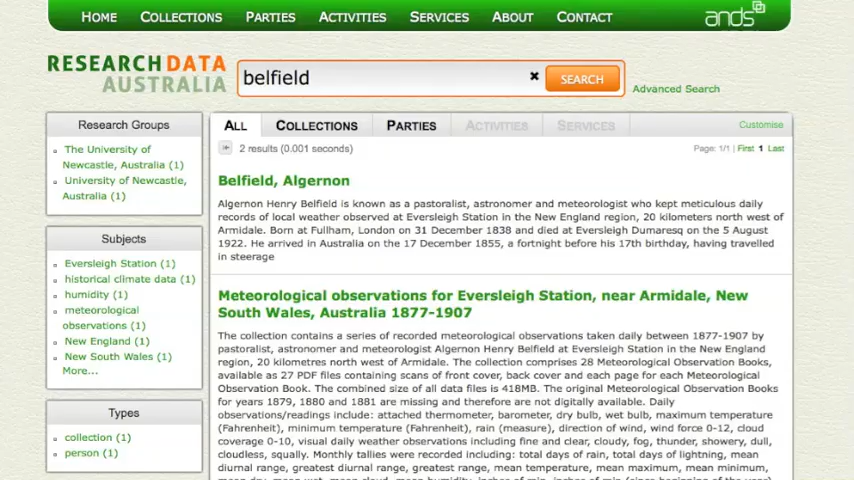 HOME COLLECTIONS PARTIES ACTIVITIES SERVICES ABOUT CONTACT ands
RESEARCH DATA
AUSTRALIA
belfield
SEARCH
Advanced Search
Research Groups
The University of
Newcastle, Australia (1)
University of Newcastle,
Australia (1)
Subjects
Eversleigh Station (1)
historical climate data (1)
humidity (1)
meteorological
observations (1)
New England (1)
New South Wales (1)
More...
Types
collection (1)
person (1)
ALL COLLECTIONS PARTIES ACTIVITIES SERVICES Customise
2 results (0.001 seconds) Page: 1/1 | First 1 Last
Belfield, Algernon
Algernon Henry Belfield is known as a pastoralist, astronomer and meteorologist who kept meticulous daily
records of local weather observed at Eversleigh Station in the New England region, 20 kilometers north west of
Armidale. Born at Fullham, London on 31 December 1838 and died at Eversleigh Dumaresq on the 5 August
1922. He arrived in Australia on the 17 December 1855, a fortnight before his 17th birthday, having travelled
in steerage
Meteorological observations for Eversleigh Station, near Armidale, New
South Wales, Australia 1877-1907
The collection contains a series of recorded meteorological observations taken daily between 1877-1907 by
pastoralist, astronomer and meteorologist Algernon Henry Belfield at Eversleigh Station in the New England
region, 20 kilometres north west of Armidale. The collection comprises 28 Meteorological Observation Books,
available as 27 PDF files containing scans of front cover, back cover and each page for each Meteorological
Observation Book. The combined size of all data files is 418MB. The original Meteorological Observation Books
for years 1879, 1880 and 1881 are missing and therefore are not digitally available. Daily
observations/readings include: attached thermometer, barometer, dry bulb, wet bulb, maximum temperature
(Fahrenheit), minimum temperature (Fahrenheit), rain (measure), direction of wind, wind force 0-12, cloud
coverage 0-10, visual daily weather observations including fine and clear, cloudy, fog, thunder, showery, dull,
cloudless, squally. Monthly tallies were recorded including: total days of rain, total days of lightning, mean
diurnal range, greatest diurnal range, greatest range, mean temperature, mean maximum, mean minimum,